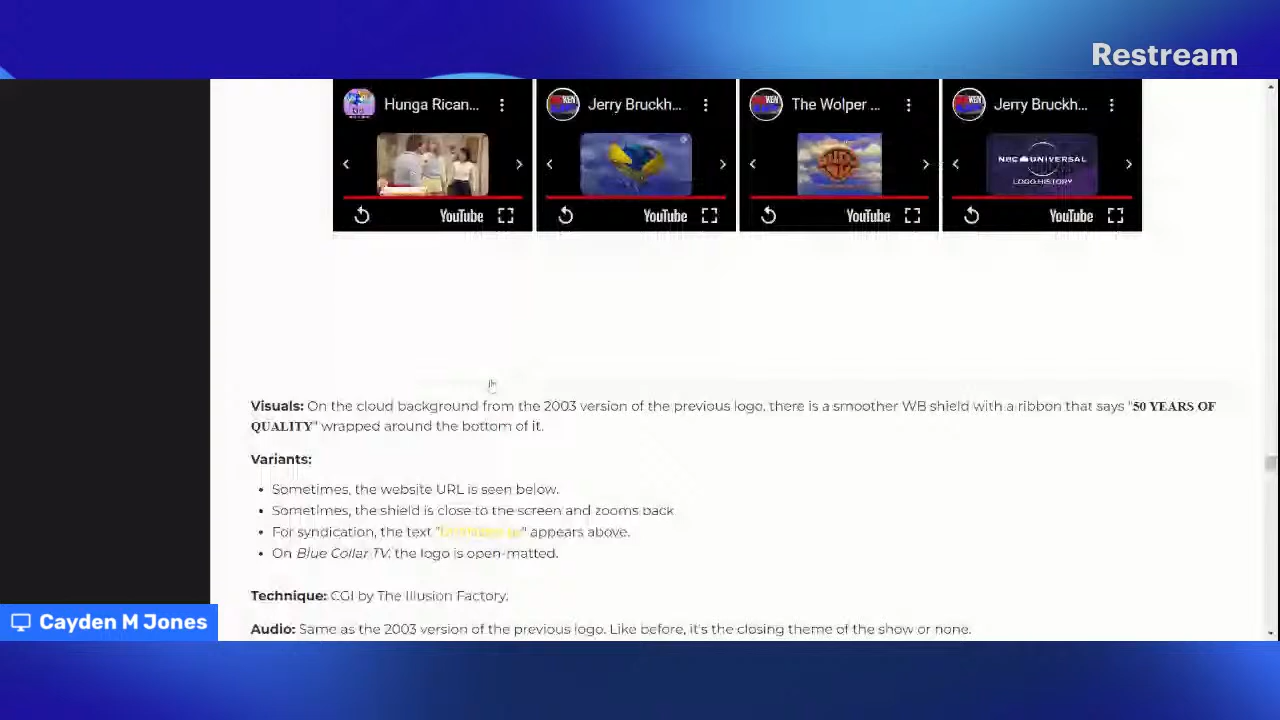 Restream
Hunga Rican...
Jerry Bruckh...
The Wolper ...
Jerry Bruckh...
NBC UNIVERSAL
LOGO HISTORY
YouTube
YouTube
YouTube
YouTube
Visuals: On the cloud background from the 2003 version of the previous logo, there is a smoother WB shield with a ribbon that says "50 YEARS OF
QUALITY" wrapped around the bottom of it.
Variants:
• Sometimes, the website URL is seen below.
• Sometimes, the shield is close to the screen and zooms back
• For syndication, the text "" appears above.
• On Blue Collar TV, the logo is open-matted.
Technique: CGI by The Illusion Factory.
Cayden M Jones
Audio: Same as the 2003 version of the previous logo. Like before, it's the closing theme of the show or none.